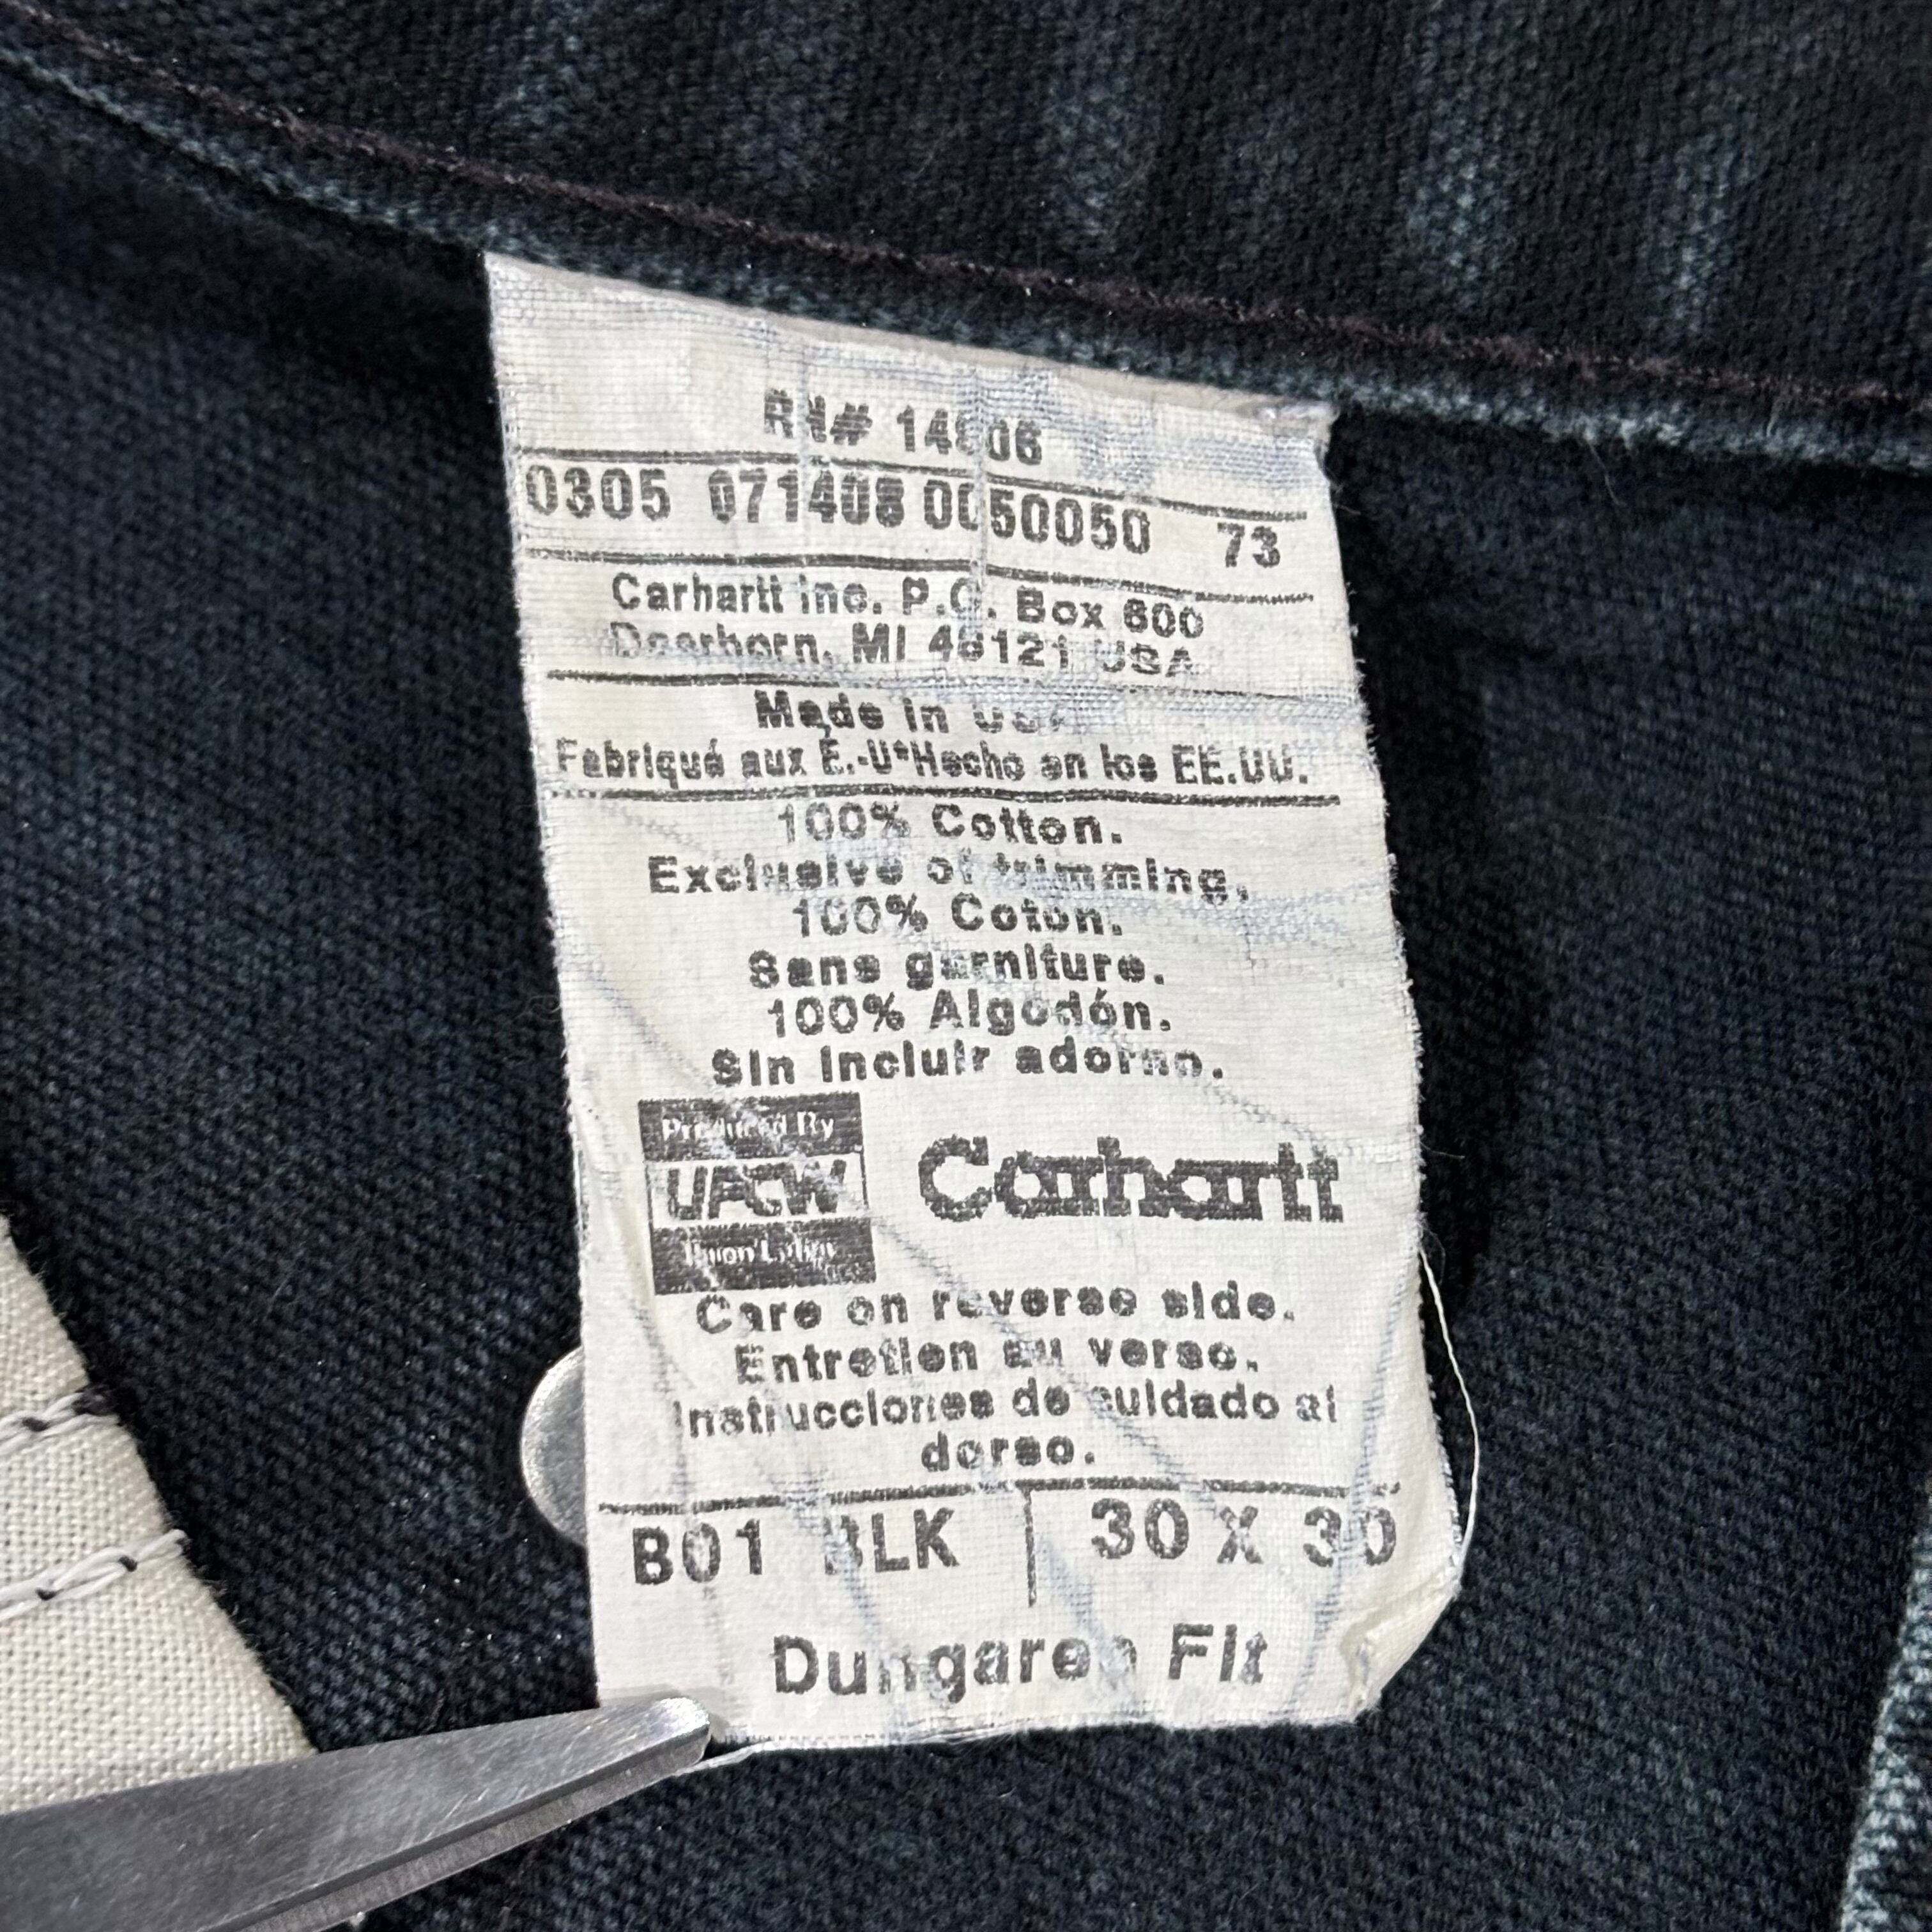 RN# 14806
0305 071408 0050050 73
Carhartt Inc. P.O. Box 600
Dearborn, MI 48121 USA
Made in USA
Fabriqué aux É.-U*Hecho en los EE.UU.
100% Cotton.
Exclusive of trimming.
100% Coton.
Sans garniture.
100% Algodón.
Sin incluir adorno.
Produced By
UFCW
Union Labor
Carhartt
Care on reverse side.
Entretien au verso.
Instrucciones de cuidado al
dorso.
B01 BLK | 30 X 30
Dungaree Fit